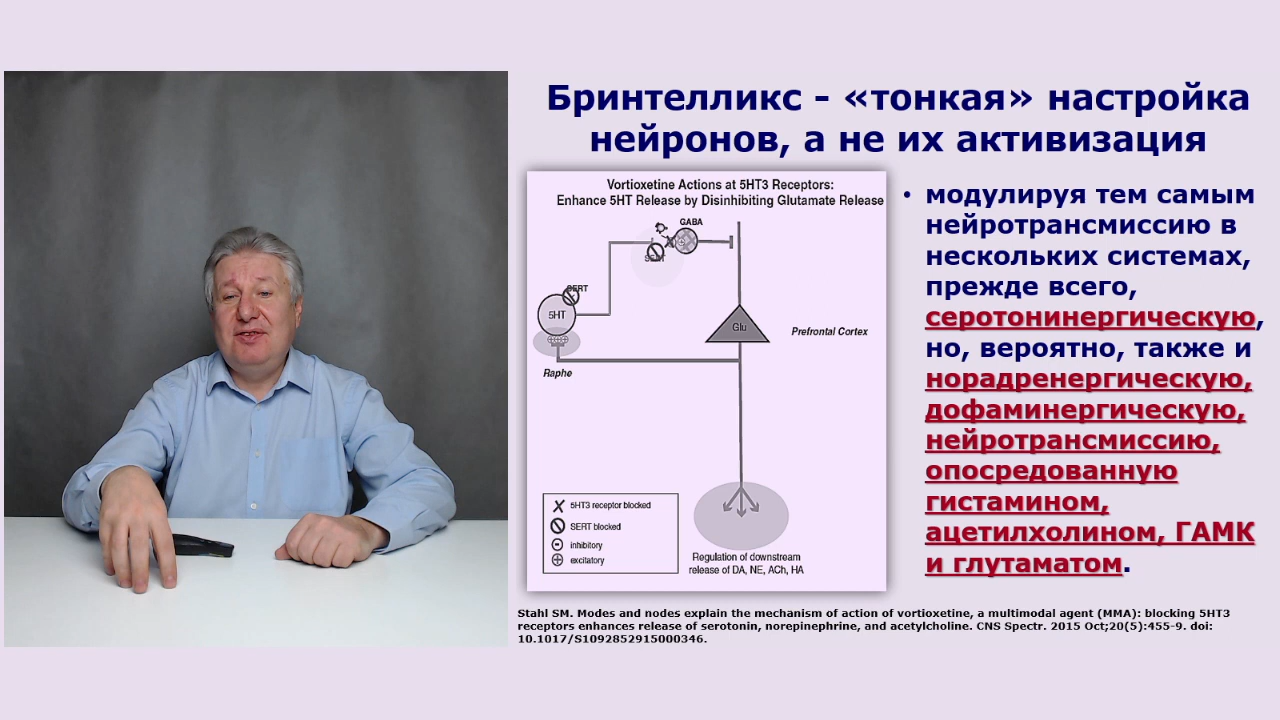 Бринтелликс - «тонкая» настройка
нейронов, а не их активизация
Vortioxetine Actions at 5HT3 Receptors:
Enhance 5HT Release by Disinhibiting Glutamate Release
GABA
SERT
SERT
5HT
Glu
Prefrontal Cortex
Raphe
5HT3 receptor blocked
SERT blocked
inhibitory
excitatory
Regulation of downstream
release of DA, NE, ACh, HA
• модулируя тем самым
нейротрансмиссию в
нескольких системах,
прежде всего,
серотонинергическую,
но, вероятно, также и
норадренергическую,
дофаминергическую,
нейротрансмиссию,
опосредованную
гистамином,
ацетилхолином, ГАМК
и глутаматом.
Stahl SM. Modes and nodes explain the mechanism of action of vortioxetine, a multimodal agent (MMA): blocking 5HT3
receptors enhances release of serotonin, norepinephrine, and acetylcholine. CNS Spectr. 2015 Oct;20(5):455-9. doi:
10.1017/S1092852915000346.